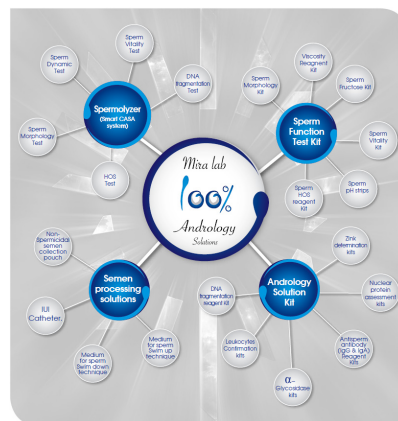 Sperm
Vitality
Test
Sperm
Dynamic
Test
DNA
fragmentation
Test
Spermolyzer
(Smart CASA
system)
Sperm
Morphology
Test
HOS
Test
Viscosity
Reagnent
Kit
Sperm
Morphology
Kit
Sperm
Fructose Kit
Sperm
Function
Test Kit
Sperm
Vitality
Kit
Sperm
HOS
reagent
Kit
Sperm
pH strips
Mira lab
100%
Andrology
Solutions
Non-
Spermicidal
semen
collection
pouch
Semen
processing
solutions
IUI
Catheter.
Medium
for sperm
Swim down
technique
Medium
for sperm
Swim up
technique
Zink
determination
kits
Andrology
Solution
Kit
DNA
fragmentation
reagent Kit
Nuclear
protein
assessment
kits
Leukocytes
Confirmation
kits
Antisperm
antibody
(IgG & IgA)
Reagent
Kits
α-
Glycosidase
kits